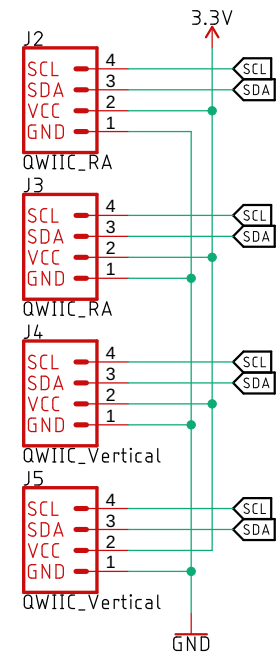 3.3V
J2
SCL 4 SCL
SDA 3 SDA
VCC 2
GND 1
QWIIC_RA
J3
SCL 4 SCL
SDA 3 SDA
VCC 2
GND 1
QWIIC_RA
J4
SCL 4 SCL
SDA 3 SDA
VCC 2
GND 1
QWIIC_Vertical
J5
SCL 4 SCL
SDA 3 SDA
VCC 2
GND 1
QWIIC_Vertical
GND